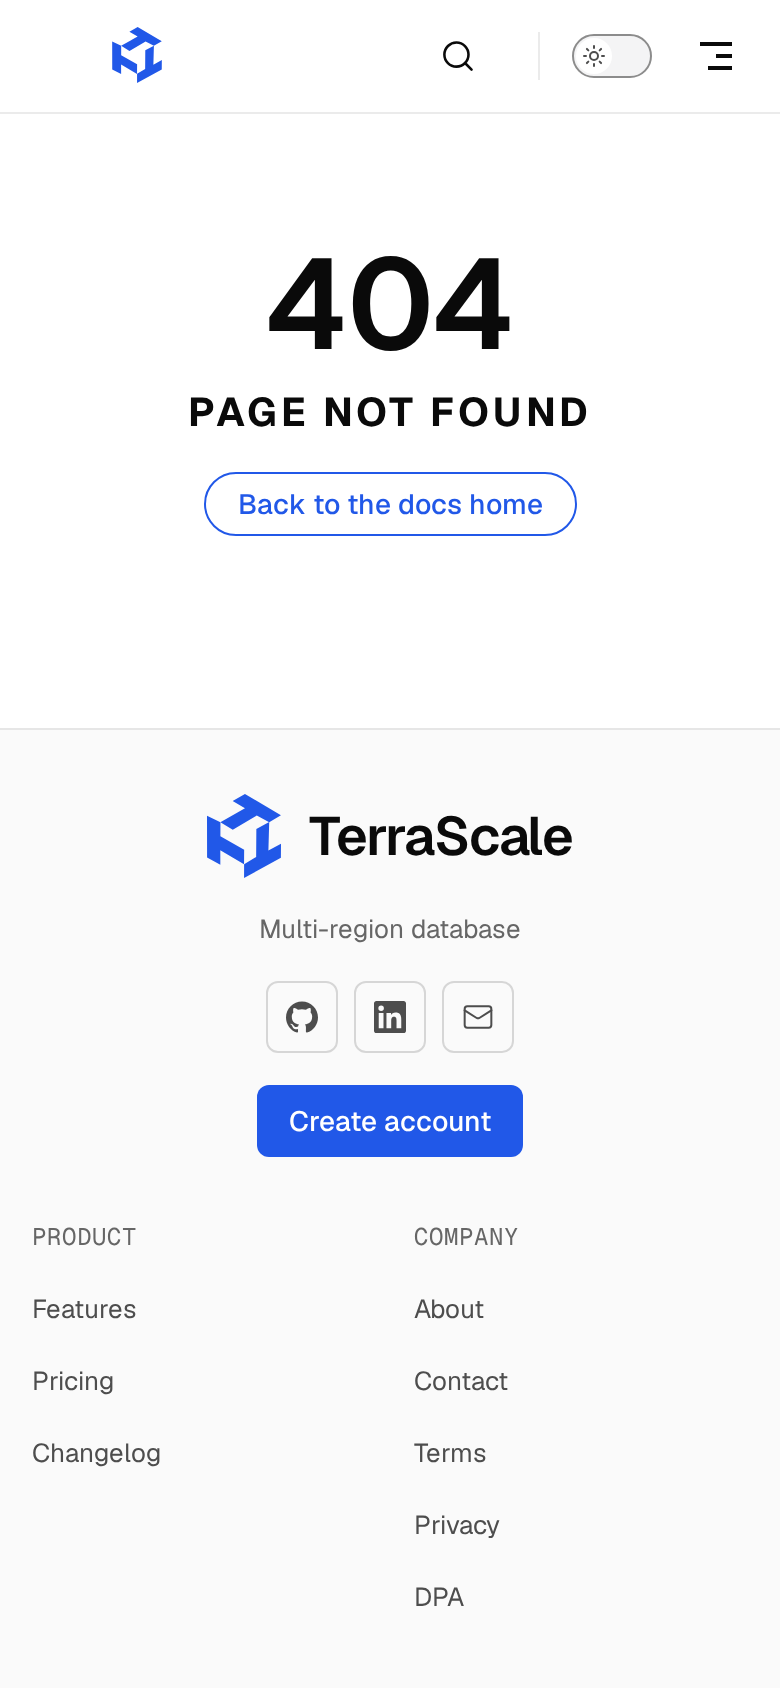 404
PAGE NOT FOUND
Back to the docs home
TerraScale
Multi-region database
Create account
PRODUCT
Features
Pricing
Changelog
COMPANY
About
Contact
Terms
Privacy
DPA